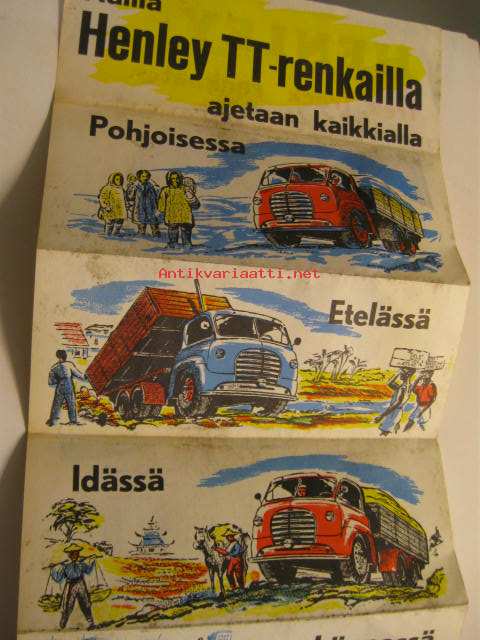 Henley TT-renkailla
ajetaan kaikkialla
Pohjoisessa
Antikvariaatti.net
Etelässä
Idässä